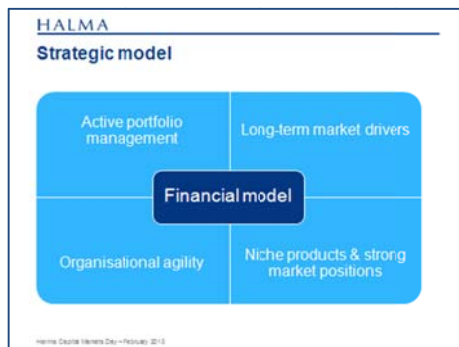 HALMA
Strategic model
Active portfolio
management
Long-term market drivers
Financial model
Organisational agility
Niche products & strong
market positions
Halma Capital Markets Day – February